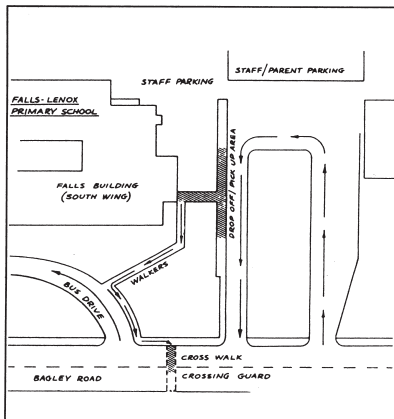 STAFF/PARENT PARKING
STAFF PARKING
FALLS-LENOX
PRIMARY SCHOOL
FALLS BUILDING
(SOUTH WING)
DROP OFF/PICK UP AREA
WALKERS
BUS DRIVE
CROSS WALK
BAGLEY ROAD
CROSSING GUARD